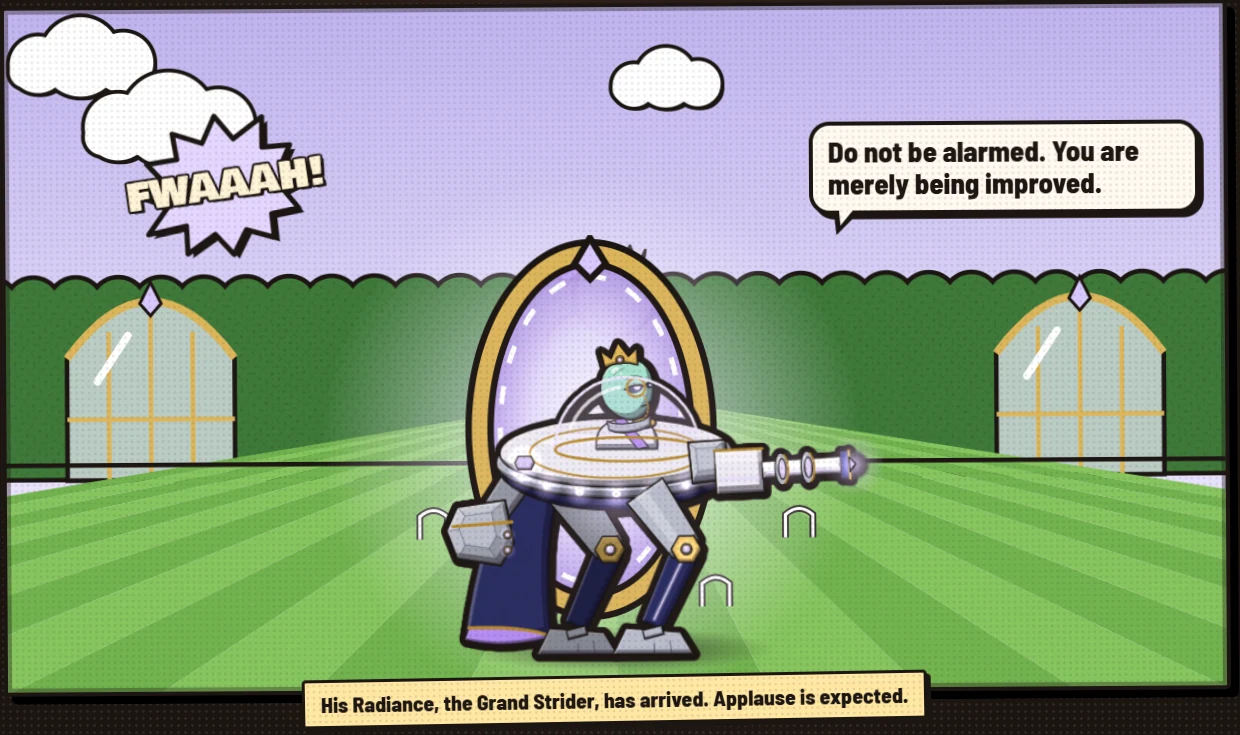 FWAAAH!
Do not be alarmed. You are
merely being improved.
His Radiance, the Grand Strider, has arrived. Applause is expected.